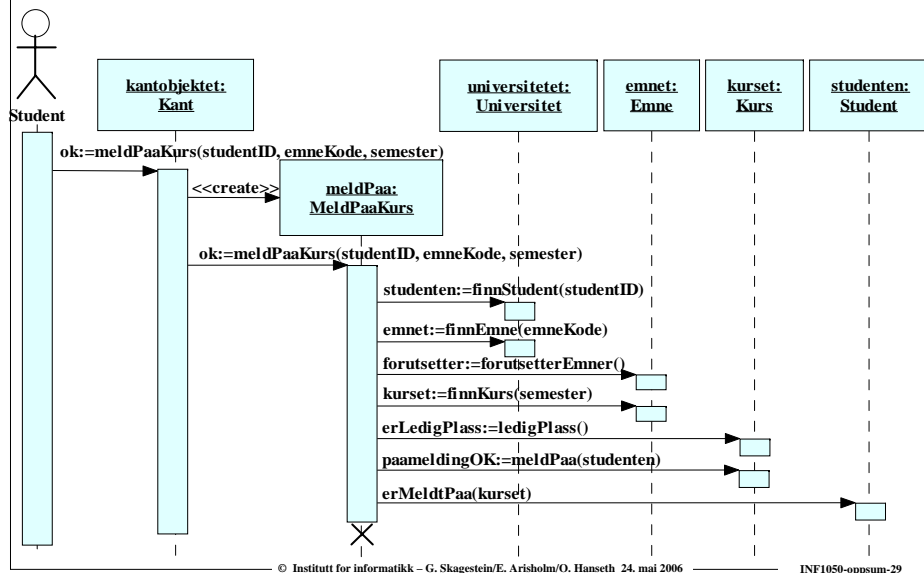 Student
kantobjektet:
Kant
universitetet:
Universitet
emnet:
Emne
kurset:
Kurs
studenten:
Student
ok:=meldPaaKurs(studentID, emneKode, semester)
<<create>>
meldPaa:
MeldPaaKurs
ok:=meldPaaKurs(studentID, emneKode, semester)
studenten:=finnStudent(studentID)
emnet:=finnEmne(emneKode)
forutsetter:=forutsetterEmner()
kurset:=finnKurs(semester)
erLedigPlass:=ledigPlass()
paameldingOK:=meldPaa(studenten)
erMeldtPaa(kurset)
© Institutt for informatikk – G. Skagestein/E. Arisholm/O. Hanseth 24. mai 2006
INF1050-oppsum-29